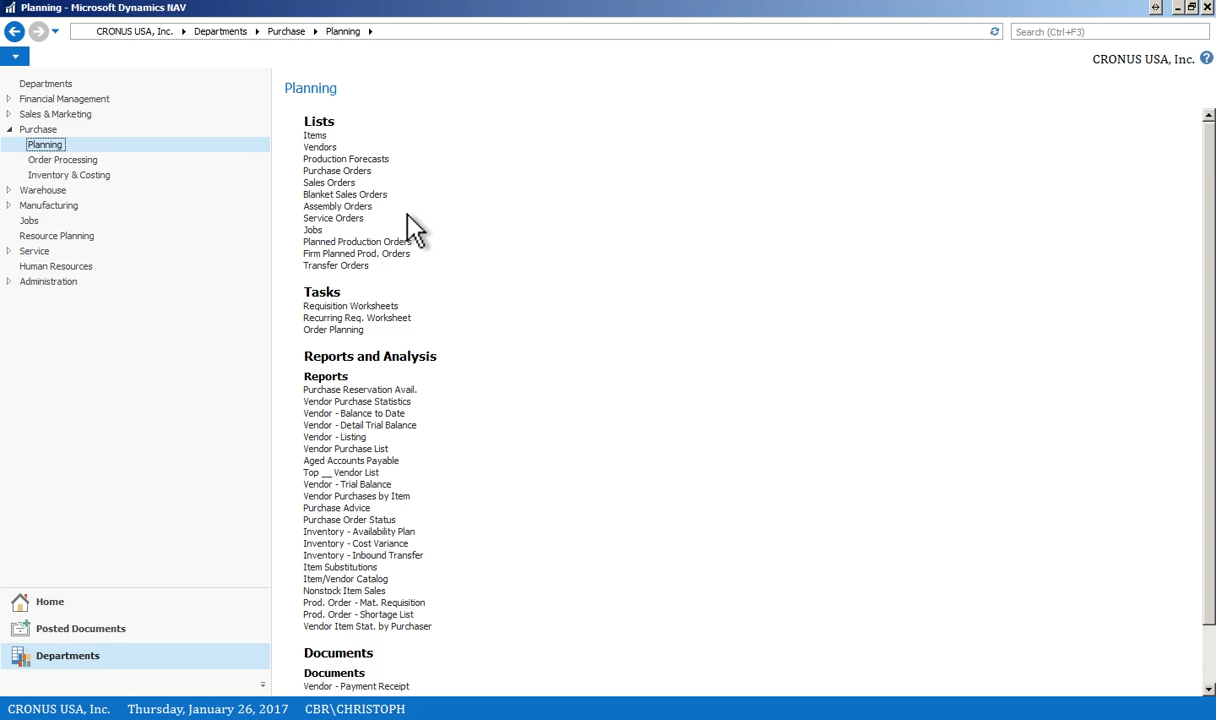 Planning - Microsoft Dynamics NAV
CRONUS USA, Inc. Departments Purchase Planning
Search (Ctrl+F3)
CRONUS USA, Inc.
Departments
Financial Management
Sales & Marketing
Purchase
Planning
Order Processing
Inventory & Costing
Warehouse
Manufacturing
Jobs
Resource Planning
Service
Human Resources
Administration
Home
Posted Documents
Departments
Planning
Lists
Items
Vendors
Production Forecasts
Purchase Orders
Sales Orders
Blanket Sales Orders
Assembly Orders
Service Orders
Jobs
Planned Production Orders
Firm Planned Prod. Orders
Transfer Orders
Tasks
Requisition Worksheets
Recurring Req. Worksheet
Order Planning
Reports and Analysis
Reports
Purchase Reservation Avail.
Vendor Purchase Statistics
Vendor - Balance to Date
Vendor - Detail Trial Balance
Vendor - Listing
Vendor Purchase List
Aged Accounts Payable
Top __ Vendor List
Vendor - Trial Balance
Vendor Purchases by Item
Purchase Advice
Purchase Order Status
Inventory - Availability Plan
Inventory - Cost Variance
Inventory - Inbound Transfer
Item Substitutions
Item/Vendor Catalog
Nonstock Item Sales
Prod. Order - Mat. Requisition
Prod. Order - Shortage List
Vendor Item Stat. by Purchaser
Documents
Documents
Vendor - Payment Receipt
CRONUS USA, Inc. Thursday, January 26, 2017 CBR\CHRISTOPH